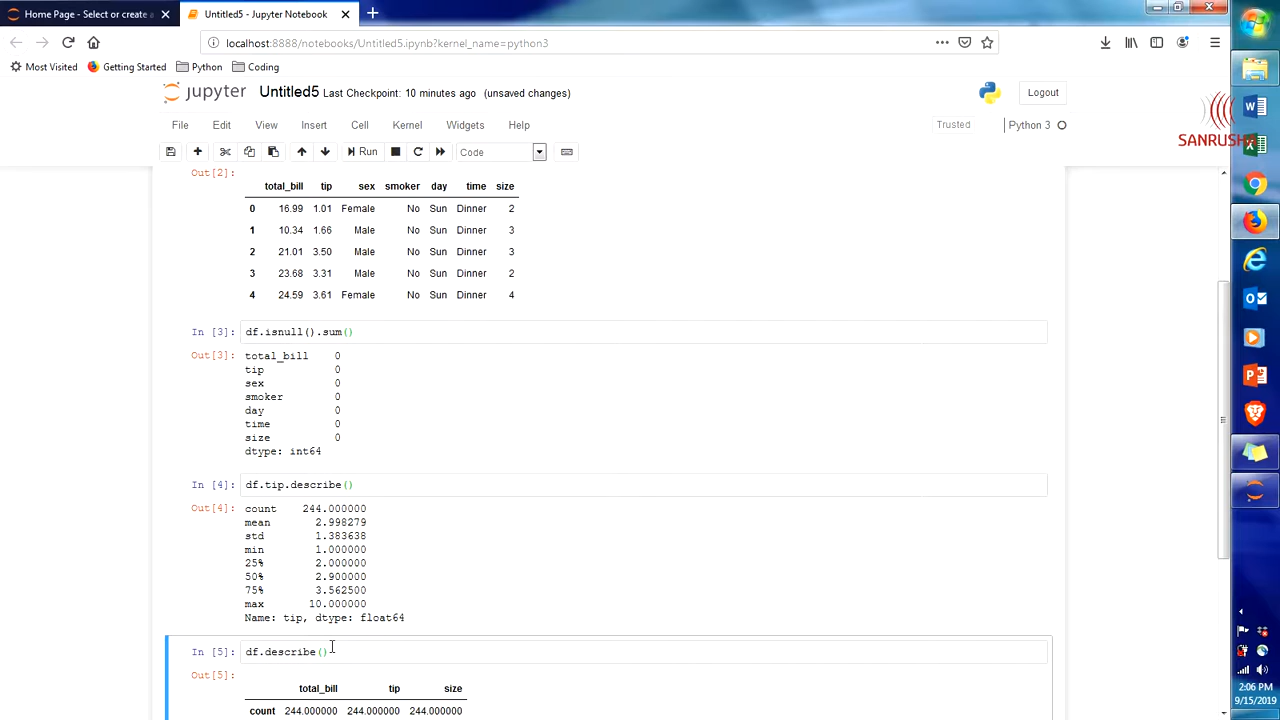 Home Page - Select or create a
Untitled5 - Jupyter Notebook
localhost:8888/notebooks/Untitled5.ipynb?kernel_name=python3
Most Visited Getting Started Python Coding
jupyter Untitled5 Last Checkpoint: 10 minutes ago (unsaved changes)
Logout
SANRUSHA
File Edit View Insert Cell Kernel Widgets Help
Trusted Python 3
Run Code
Out[2]:
total_bill tip sex smoker day time size
0 16.99 1.01 Female No Sun Dinner 2
1 10.34 1.66 Male No Sun Dinner 3
2 21.01 3.50 Male No Sun Dinner 3
3 23.68 3.31 Male No Sun Dinner 2
4 24.59 3.61 Female No Sun Dinner 4
In [3]: df.isnull().sum()
Out[3]: total_bill 0
tip 0
sex 0
smoker 0
day 0
time 0
size 0
dtype: int64
In [4]: df.tip.describe()
Out[4]: count 244.000000
mean 2.998279
std 1.383638
min 1.000000
25% 2.000000
50% 2.900000
75% 3.562500
max 10.000000
Name: tip, dtype: float64
In [5]: df.describe()
Out[5]:
total_bill tip size
count 244.000000 244.000000 244.000000
2:06 PM
9/15/2019